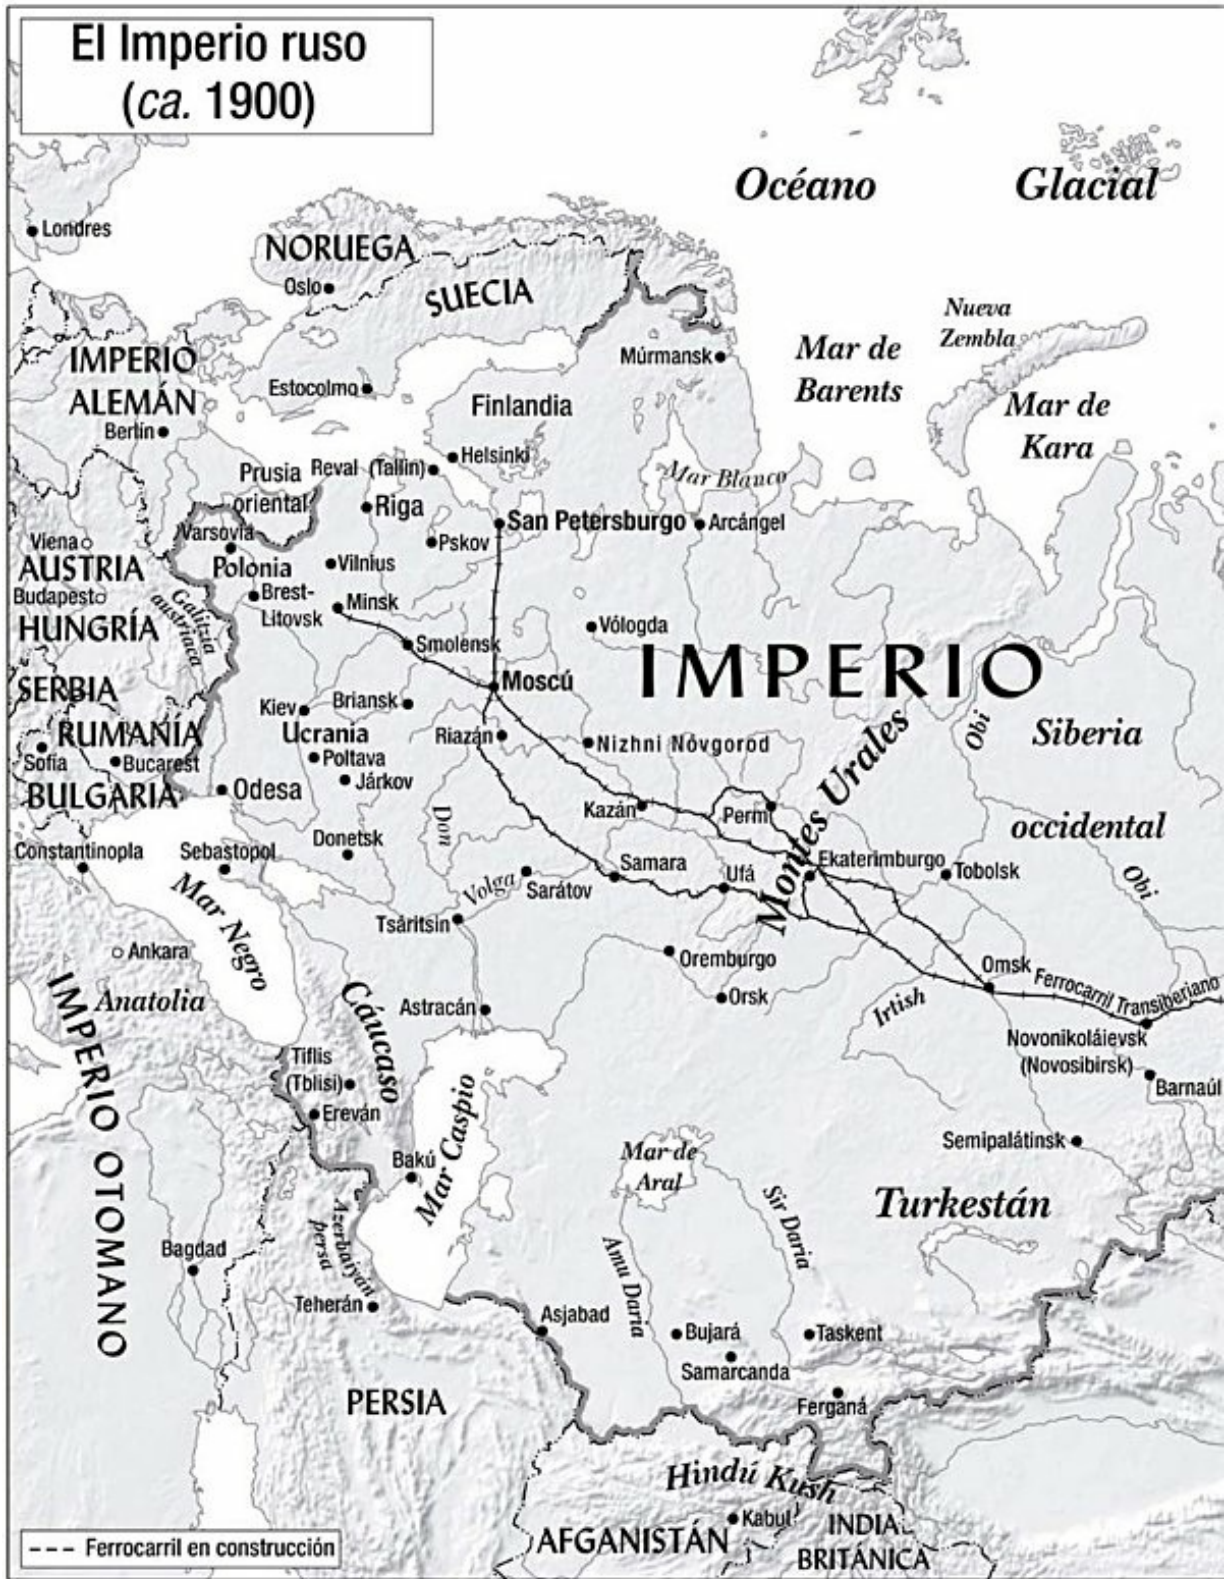 El Imperio ruso
(ca. 1900)
Océano Glacial
Londres
NORUEGA
Oslo
SUECIA
Nueva
Zembla
Mar de
Barents
Múrmansk
IMPERIO
ALEMÁN
Berlín
Estocolmo
Finlandia
Mar de
Kara
Helsinki
Reval (Tallin)
Prusia
oriental
Mar Blanco
Riga
San Petersburgo
Arcángel
Varsovia
Polonia
Pskov
Viena
AUSTRIA
Vilnius
Budapest
HUNGRÍA
Galitzia
austriaca
Brest-
Litovsk
Minsk
Vólogda
Smolensk
IMPERIO
SERBIA
Moscú
Briansk
Kiev
Ucrania
RUMANÍA
Sofía
Bucarest
Poltava
Riazán
Nizhni Nóvgorod
Montes Urales
Obi
Siberia
BULGARIA
Odesa
Járkov
Kazán
Perm
occidental
Don
Constantinopla
Sebastopol
Donetsk
Samara
Ufá
Ekaterimburgo
Tobolsk
Obi
Volga
Sarátov
Mar Negro
Tsáritsin
Ankara
Oremburgo
Omsk
Ferrocarril Transiberiano
Anatolia
Orsk
Irtish
Cáucaso
Astracán
Novonikoláievsk
(Novosibirsk)
IMPERIO OTOMANO
Tiflis
(Tblisi)
Barnaúl
Ereván
Mar Caspio
Semipalátinsk
Bakú
Mar de
Aral
Sir Daria
Turkestán
Azerbaiyán
persa
Amu Daria
Bagdad
Teherán
Asjabad
Bujará
Taskent
Samarcanda
PERSIA
Ferganá
Hindú Kush
Kabul
AFGANISTÁN
INDIA
BRITÁNICA
--- Ferrocarril en construcción